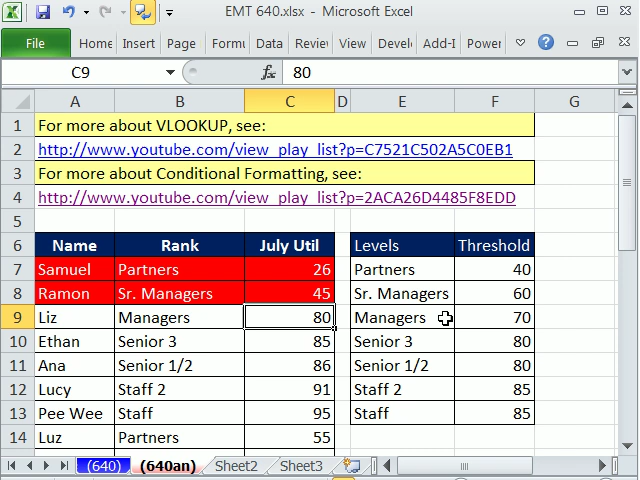 EMT 640.xlsx - Microsoft Excel
File Home Insert Page Formu Data Review View Develo Add-I Power
C9 fx 80
A B C D E F G
1 For more about VLOOKUP, see:
2 http://www.youtube.com/view_play_list?p=C7521C502A5C0EB1
3 For more about Conditional Formatting, see:
4 http://www.youtube.com/view_play_list?p=2ACA26D4485F8EDD
5
6 Name Rank July Util Levels Threshold
7 Samuel Partners 26 Partners 40
8 Ramon Sr. Managers 45 Sr. Managers 60
9 Liz Managers 80 Managers 70
10 Ethan Senior 3 85 Senior 3 80
11 Ana Senior 1/2 86 Senior 1/2 80
12 Lucy Staff 2 91 Staff 2 85
13 Pee Wee Staff 95 Staff 85
14 Luz Partners 55
(640) (640an) Sheet2 Sheet3